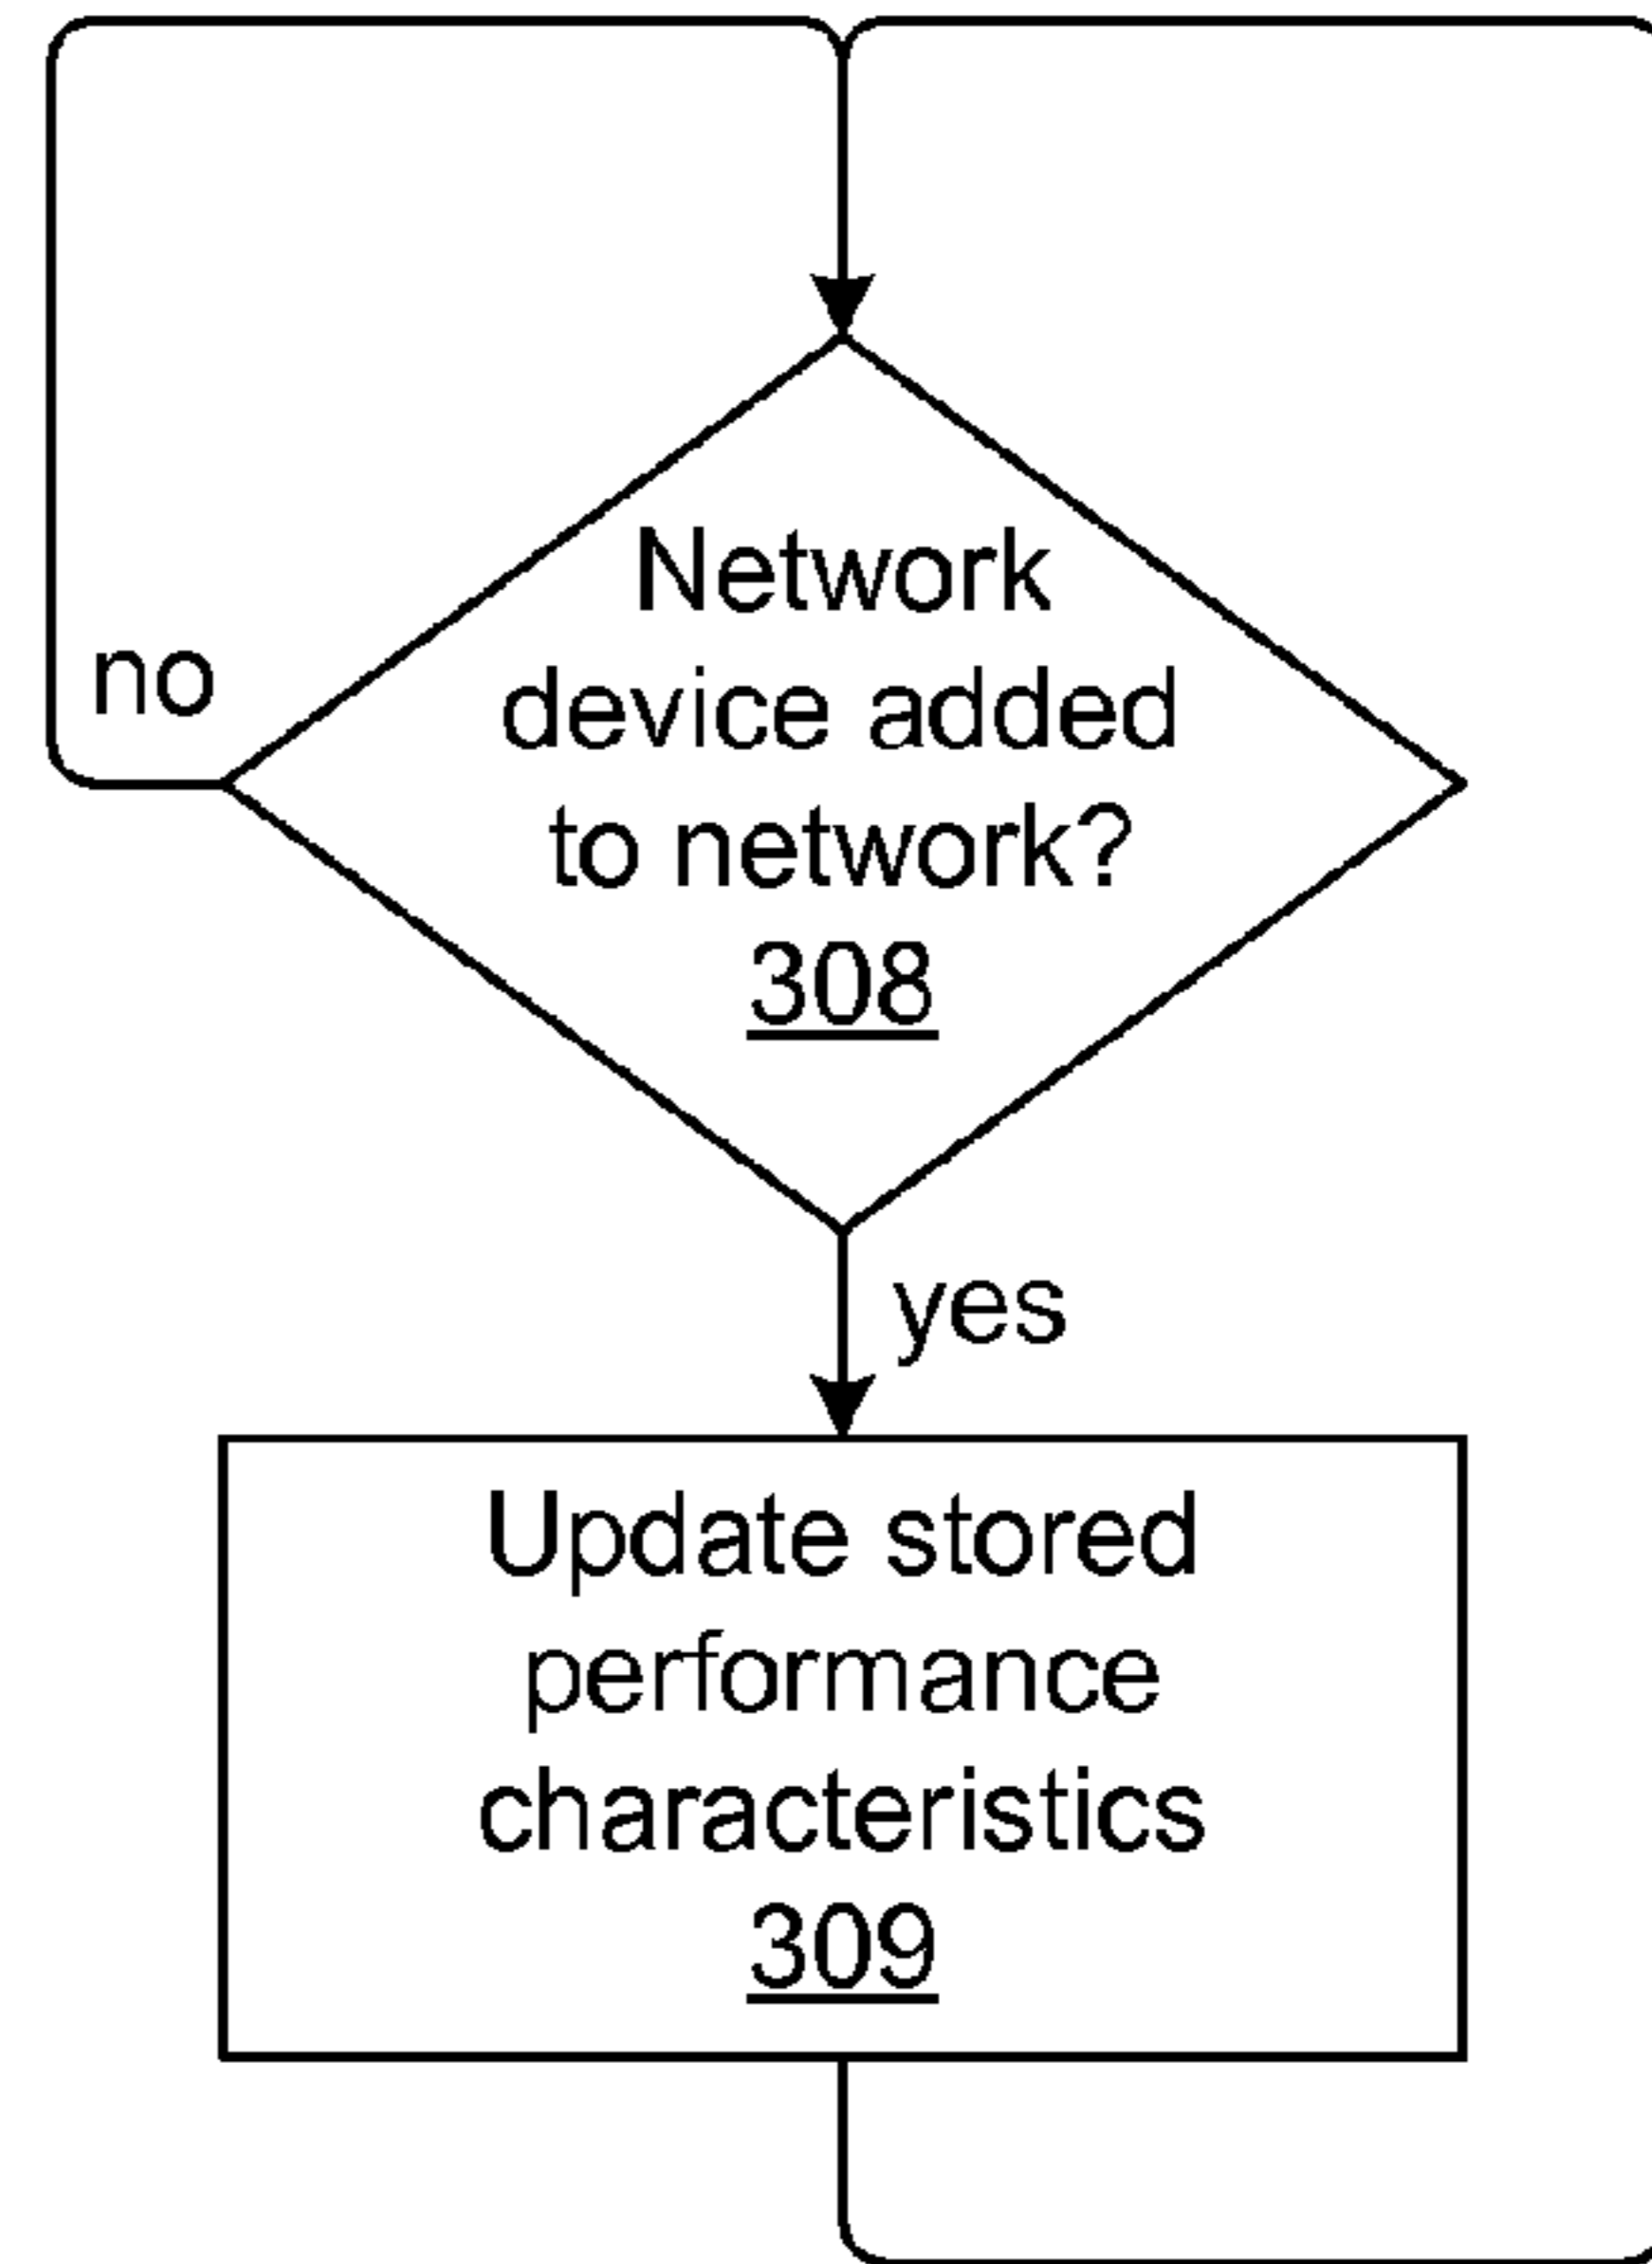 Network
device added
to network?
308
no
yes
Update stored
performance
characteristics
309